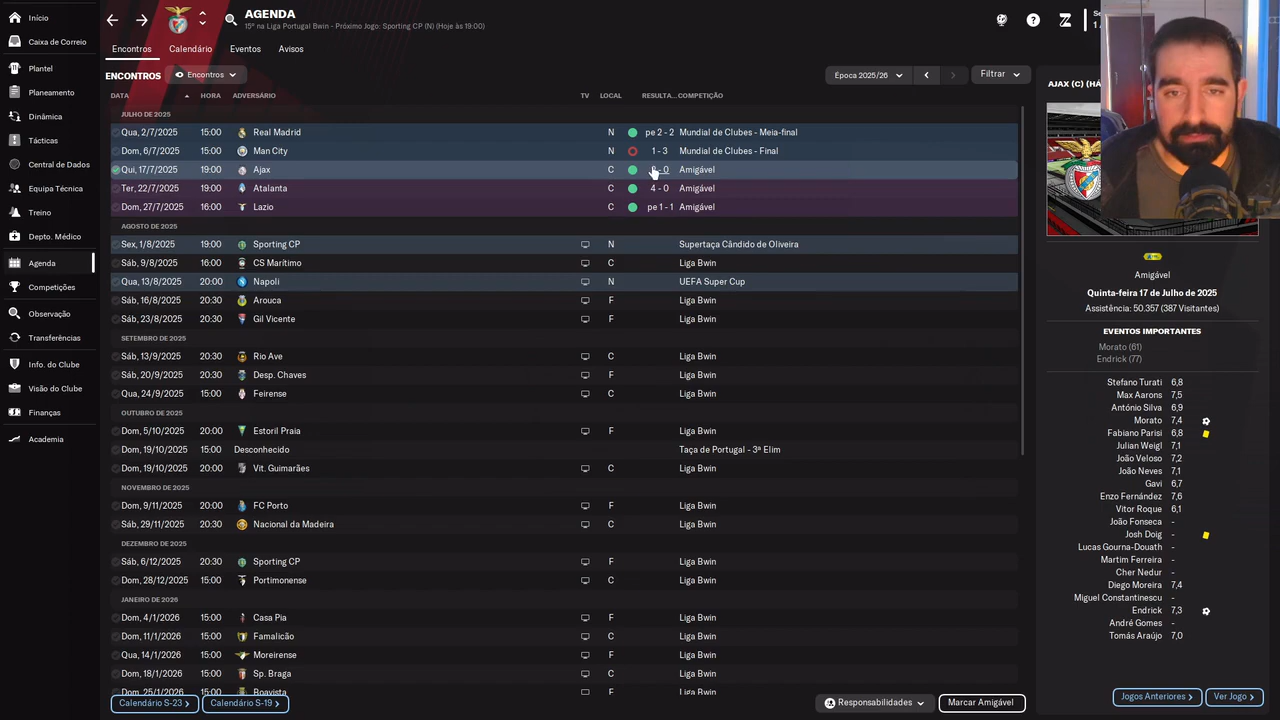 Início
Caixa de Correio
Plantel
Planeamento
Dinâmica
Tácticas
Central de Dados
Equipa Técnica
Treino
Depto. Médico
Agenda
Competições
Observação
Transferências
Info. do Clube
Visão do Clube
Finanças
Academia
AGENDA
15º na Liga Portugal Bwin - Próximo Jogo: Sporting CP (N) (Hoje às 19:00)
Encontros Calendário Eventos Avisos
ENCONTROS Encontros Época 2025/26 Filtrar
DATA HORA ADVERSÁRIO TV LOCAL RESULTA... COMPETIÇÃO
JULHO DE 2025
Qua, 2/7/2025 15:00 Real Madrid N pe 2 - 2 Mundial de Clubes - Meia-final
Dom, 6/7/2025 15:00 Man City N 1 - 3 Mundial de Clubes - Final
Qui, 17/7/2025 19:00 Ajax C - 0 Amigável
Ter, 22/7/2025 19:00 Atalanta C 4 - 0 Amigável
Dom, 27/7/2025 16:00 Lazio C pe 1 - 1 Amigável
AGOSTO DE 2025
Sex, 1/8/2025 19:00 Sporting CP N Supertaça Cândido de Oliveira
Sáb, 9/8/2025 16:00 CS Marítimo C Liga Bwin
Qua, 13/8/2025 20:00 Napoli N UEFA Super Cup
Sáb, 16/8/2025 20:30 Arouca F Liga Bwin
Sáb, 23/8/2025 20:30 Gil Vicente F Liga Bwin
SETEMBRO DE 2025
Sáb, 13/9/2025 20:30 Rio Ave C Liga Bwin
Sáb, 20/9/2025 20:30 Desp. Chaves F Liga Bwin
Qua, 24/9/2025 15:00 Feirense C Liga Bwin
OUTUBRO DE 2025
Dom, 5/10/2025 20:00 Estoril Praia F Liga Bwin
Dom, 19/10/2025 15:00 Desconhecido Taça de Portugal - 3ª Elim
Dom, 19/10/2025 20:00 Vit. Guimarães C Liga Bwin
NOVEMBRO DE 2025
Dom, 9/11/2025 20:00 FC Porto F Liga Bwin
Sáb, 29/11/2025 20:30 Nacional da Madeira C Liga Bwin
DEZEMBRO DE 2025
Sáb, 6/12/2025 20:30 Sporting CP F Liga Bwin
Dom, 28/12/2025 15:00 Portimonense C Liga Bwin
JANEIRO DE 2026
Dom, 4/1/2026 15:00 Casa Pia F Liga Bwin
Dom, 11/1/2026 15:00 Famalicão C Liga Bwin
Qua, 14/1/2026 15:00 Moreirense F Liga Bwin
Dom, 18/1/2026 15:00 Sp. Braga C Liga Bwin
Dom, 25/1/2026 15:00 Boavista F Liga Bwin
Calendário S-23 Calendário S-19 Responsabilidades Marcar Amigável
AJAX (C) (HÁ
Amigável
Quinta-feira 17 de Julho de 2025
Assistência: 50.357 (387 Visitantes)
EVENTOS IMPORTANTES
Morato (61)
Endrick (77)
Stefano Turati 6,8
Max Aarons 7,5
António Silva 6,9
Morato 7,4
Fabiano Parisi 6,8
Julian Weigl 7,1
João Veloso 7,2
João Neves 7,1
Gavi 6,7
Enzo Fernández 7,6
Vitor Roque 6,1
João Fonseca -
Josh Doig -
Lucas Gourna-Douath -
Martim Ferreira -
Cher Nedur -
Diego Moreira 7,4
Miguel Constantinescu -
Endrick 7,3
André Gomes -
Tomás Araújo 7,0
Jogos Anteriores Ver Jogo